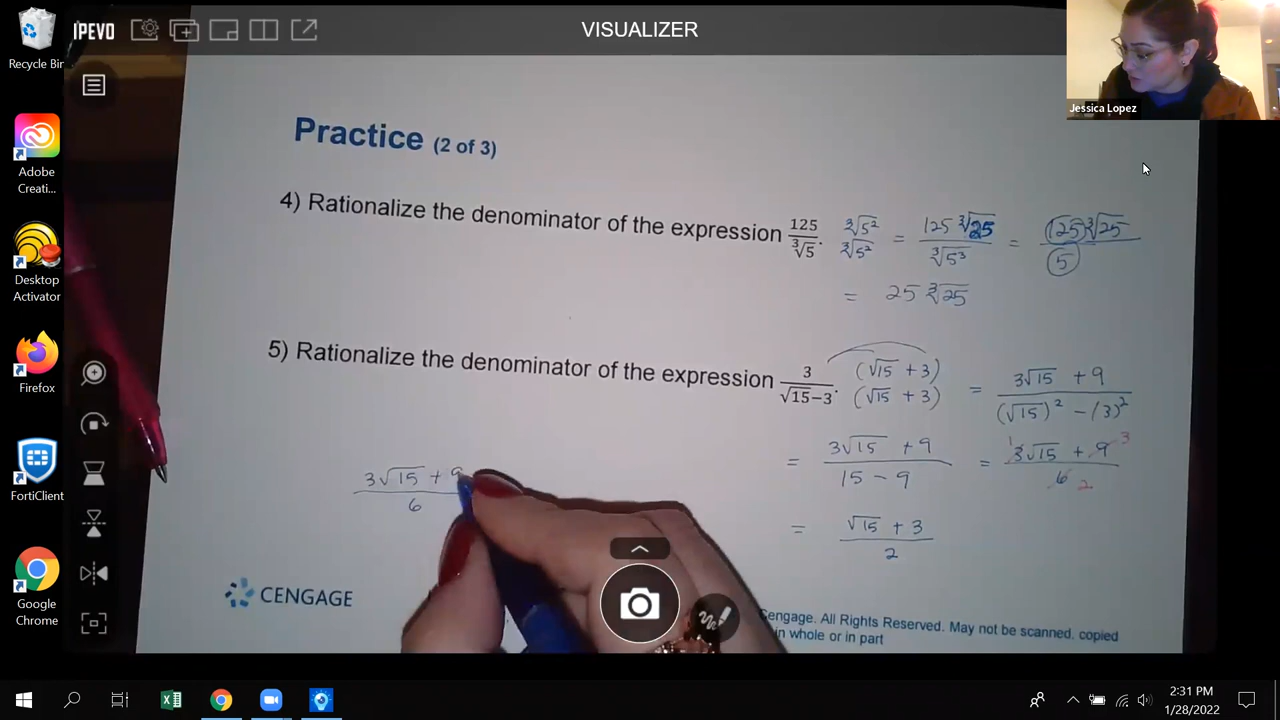 IPEVO
VISUALIZER
Jessica Lopez
Recycle Bin
Adobe
Creati...
Desktop
Activator
Firefox
FortiClient
Google
Chrome
Practice (2 of 3)
4) Rationalize the denominator of the expression 125/∛5. ∛5²/∛5² = 125∛25/∛5³ = (125)∛25/5
= 25∛25
5) Rationalize the denominator of the expression 3/(√15−3). (√15 + 3)/(√15 + 3) = (3√15 + 9)/((√15)² − (3)²)
= (3√15 + 9)/(15 − 9) = (3√15 + 9)/6 1 3 2
= (√15 + 3)/2
(3√15 + 9)/6
CENGAGE
Cengage. All Rights Reserved. May not be scanned, copied
in whole or in part
2:31 PM
1/28/2022